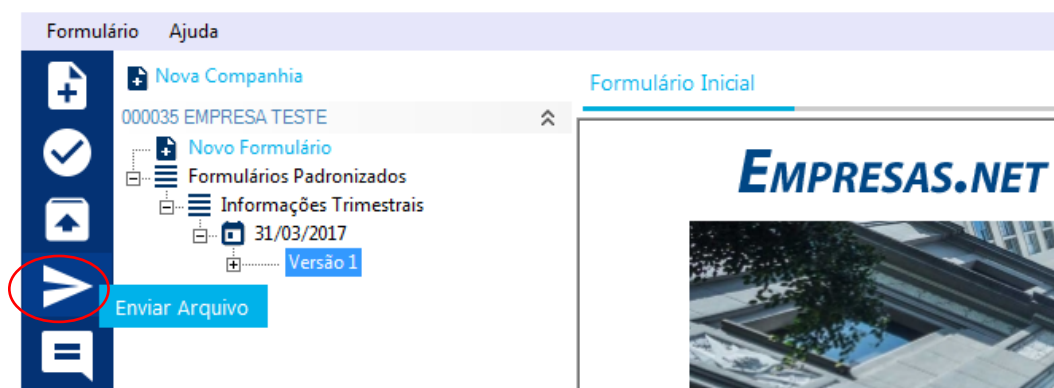 Formulário Ajuda
Nova Companhia
Formulário Inicial
000035 EMPRESA TESTE
Novo Formulário
Formulários Padronizados
Informações Trimestrais
31/03/2017
Versão 1
Enviar Arquivo
EMPRESAS.NET